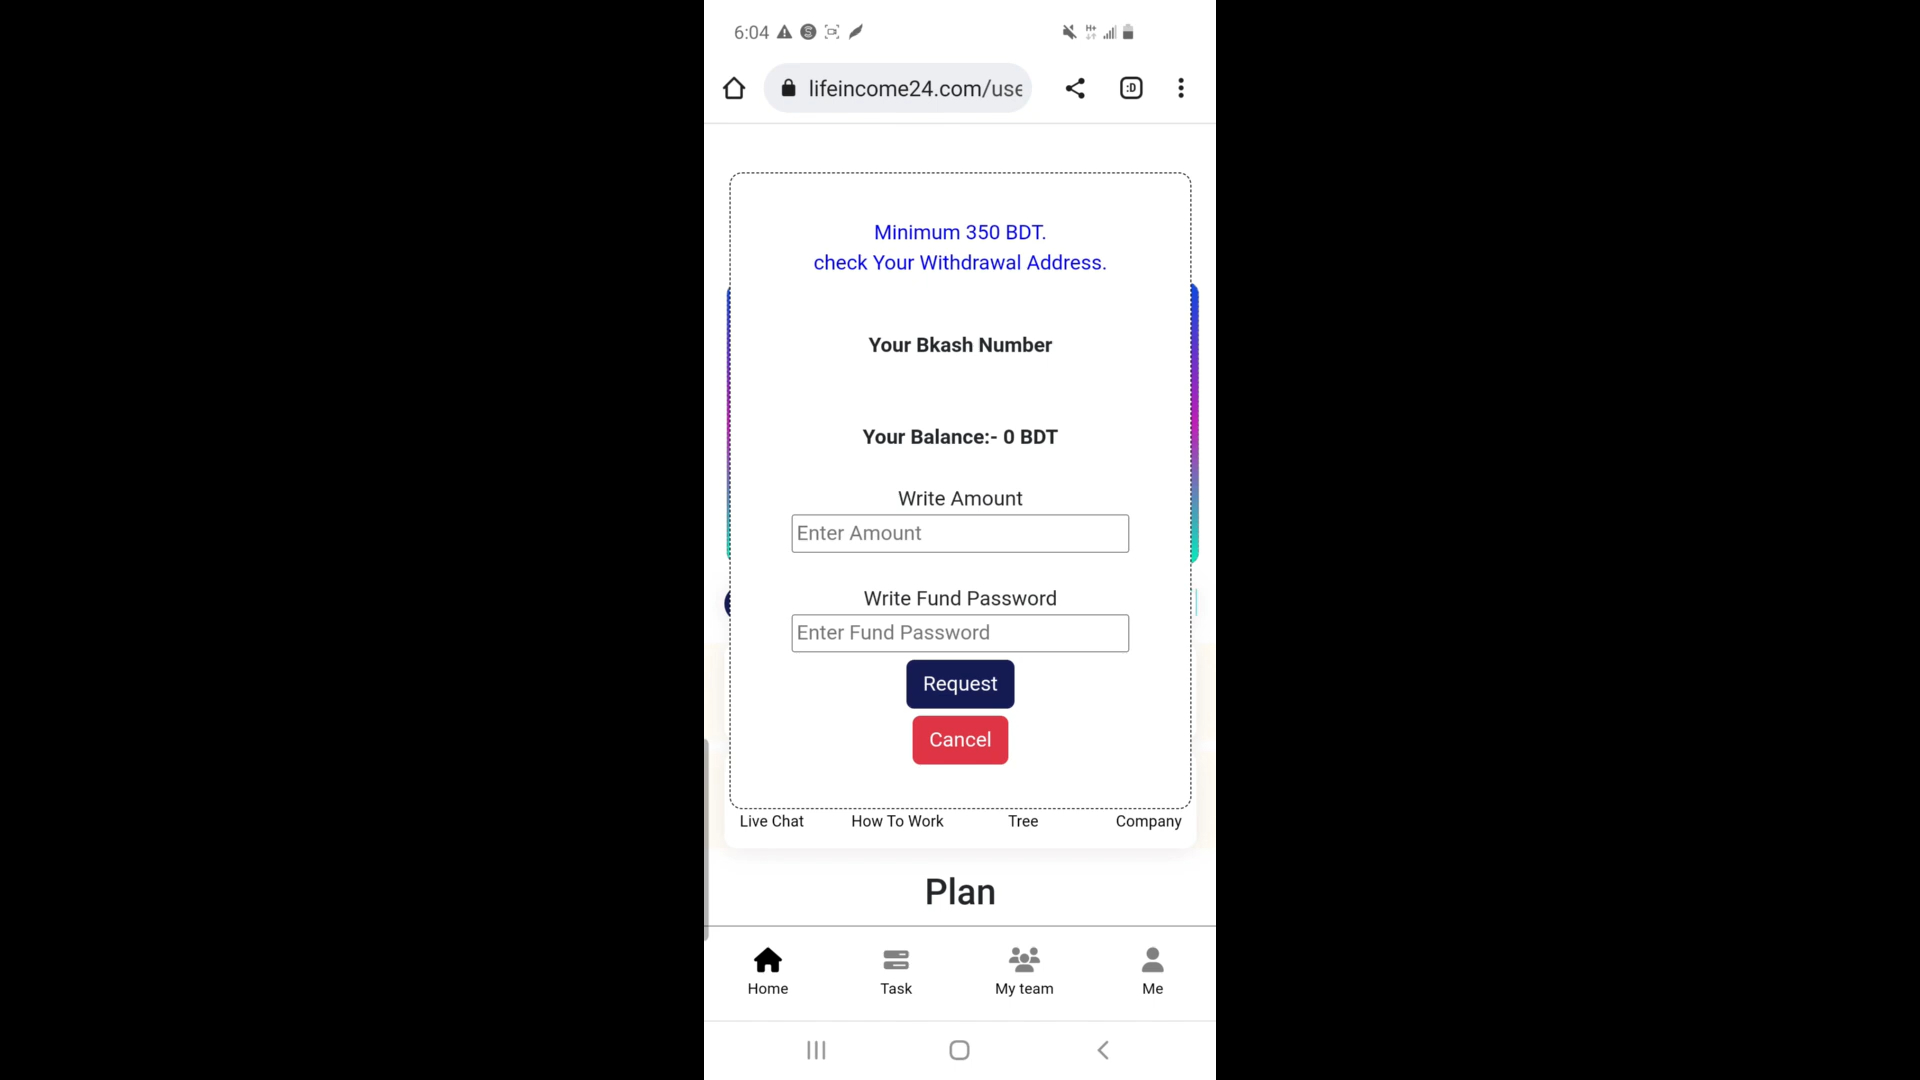 6:04
lifeincome24.com/use
:D
Minimum 350 BDT.
check Your Withdrawal Address.
Your Bkash Number
Your Balance:- 0 BDT
Write Amount
Enter Amount
Write Fund Password
Enter Fund Password
Request
Cancel
Live Chat How To Work Tree Company
Plan
Home Task My team Me